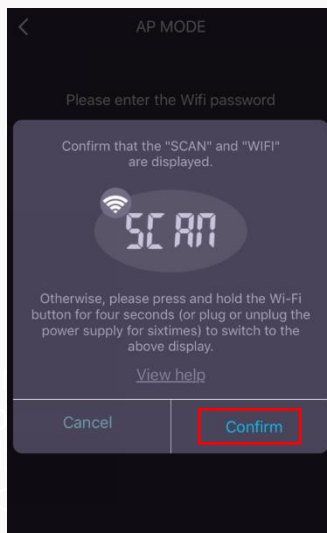 AP MODE
Please enter the Wifi password
Confirm that the "SCAN" and "WIFI"
are displayed.
SCAN
Otherwise, please press and hold the Wi-Fi
button for four seconds (or plug or unplug the
power supply for sixtimes) to switch to the
above display.
View help
Cancel
Confirm